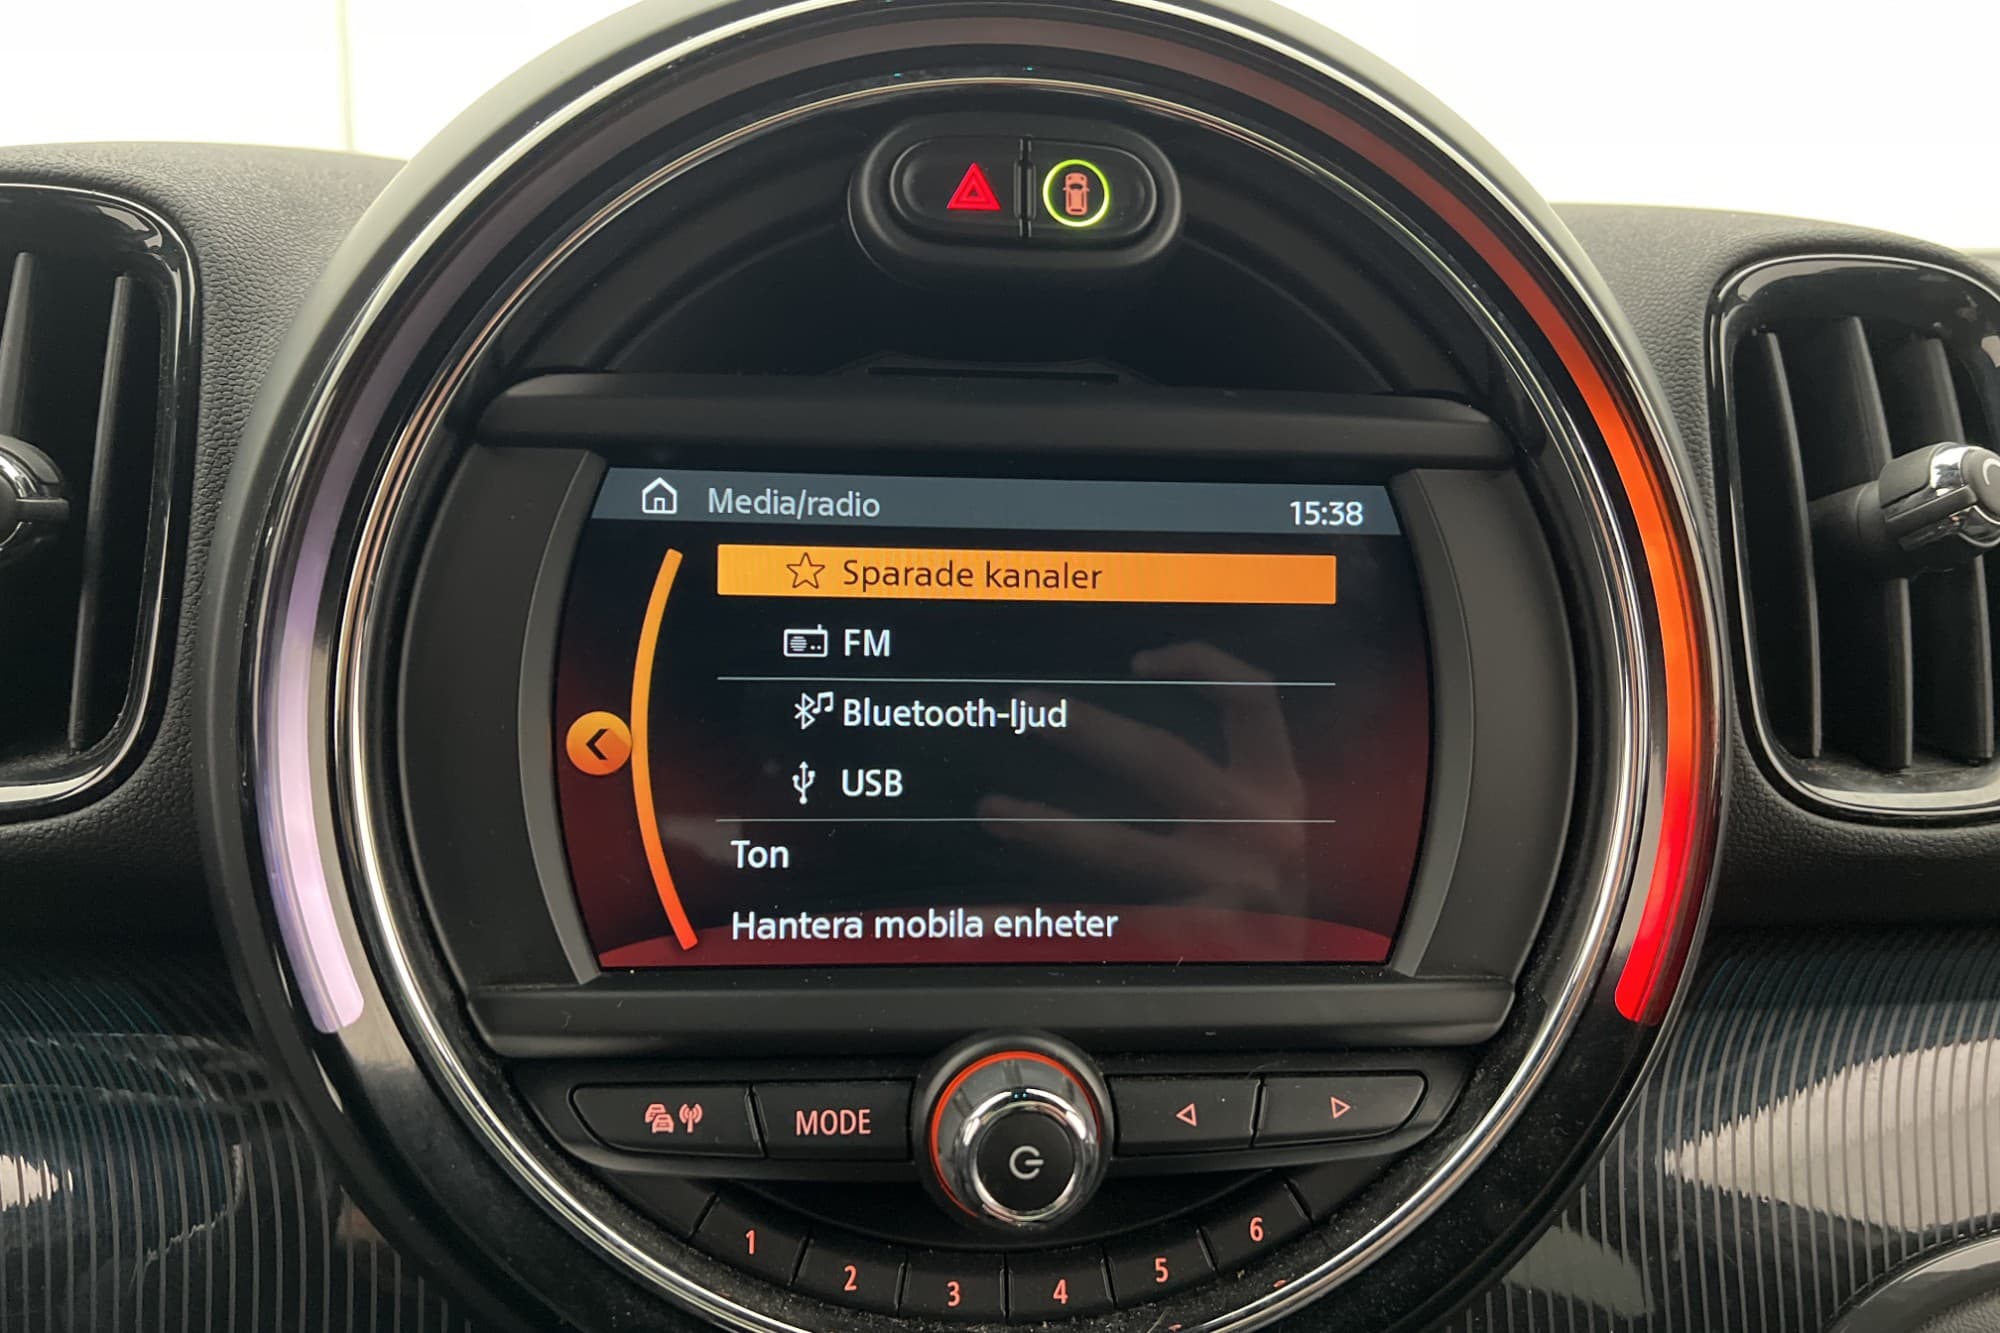 Media/radio 15:38
Sparade kanaler
FM
Bluetooth-ljud
USB
Ton
Hantera mobila enheter
MODE
1 2 3 4 5 6